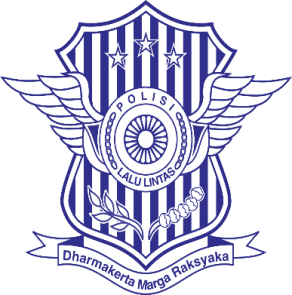 POLISI
LALU LINTAS
Dharmakerta Marga Raksyaka